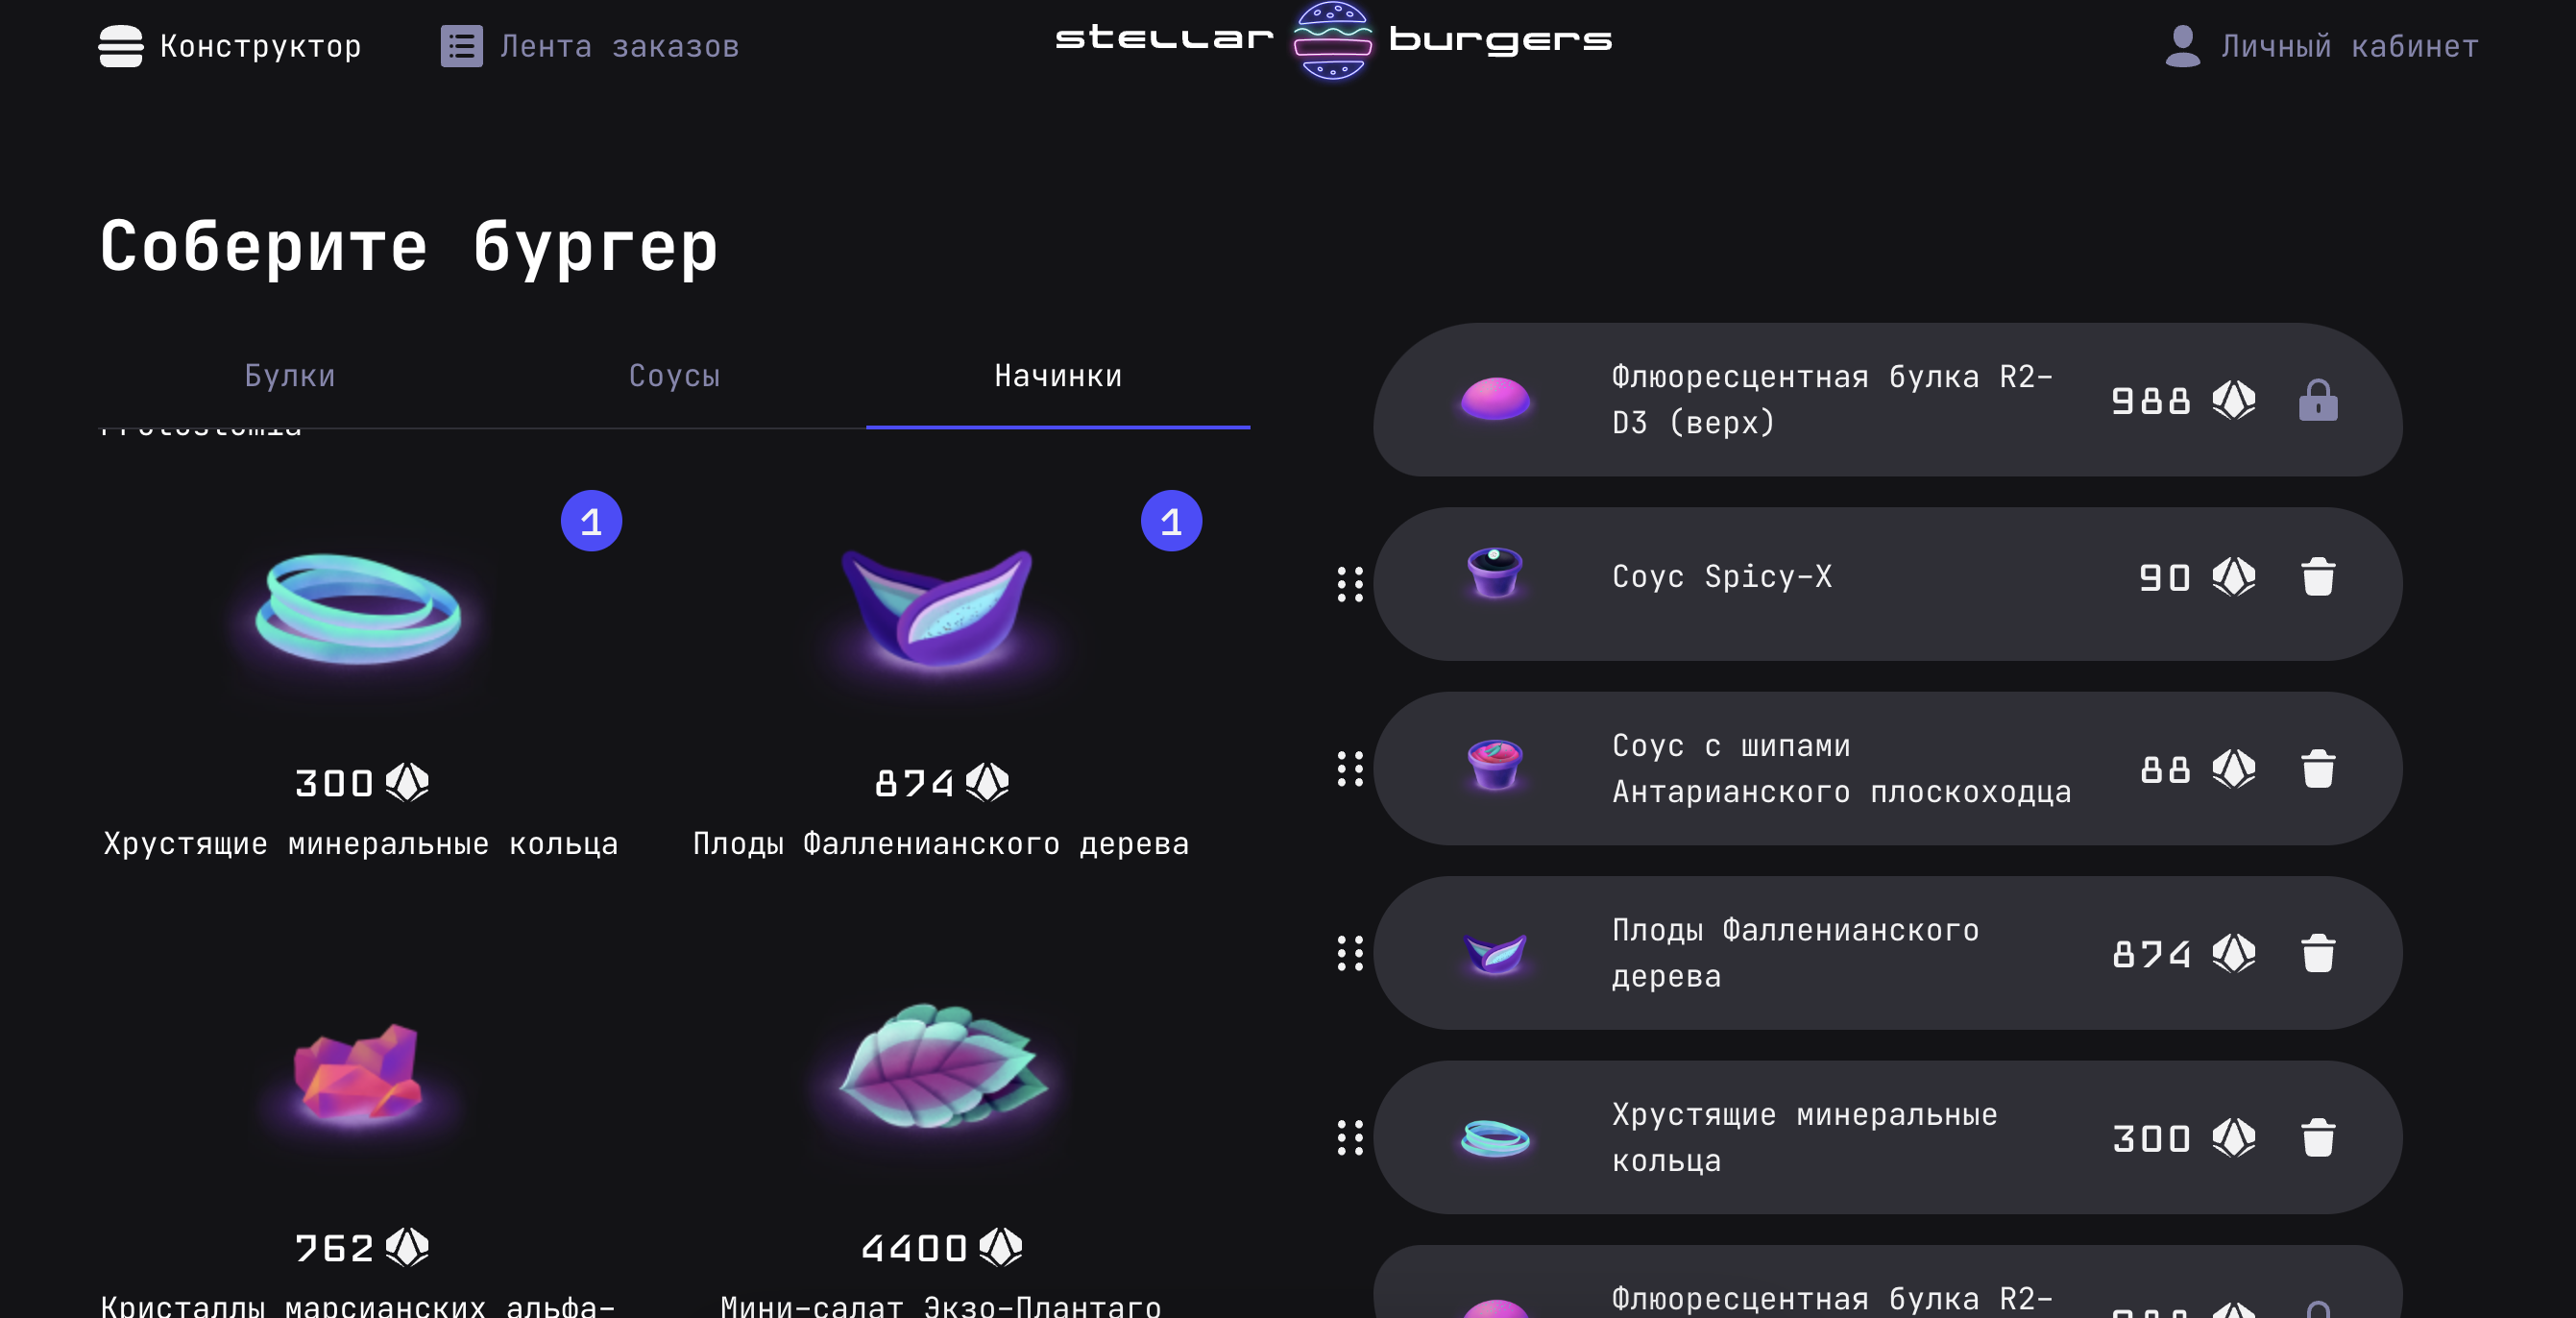 Конструктор
Лента заказов
stellar burgers
Личный кабинет
Соберите бургер
Булки
Соусы
Начинки
1
1
300
874
Хрустящие минеральные кольца
Плоды Фалленианского дерева
762
4400
Кристаллы марсианских альфа-
Мини-салат Экзо-Плантаго
Флюоресцентная булка R2-
D3 (верх)
988
Соус Spicy-X
90
Соус с шипами
Антарианского плоскоходца
88
Плоды Фалленианского
дерева
874
Хрустящие минеральные
кольца
300
Флюоресцентная булка R2-